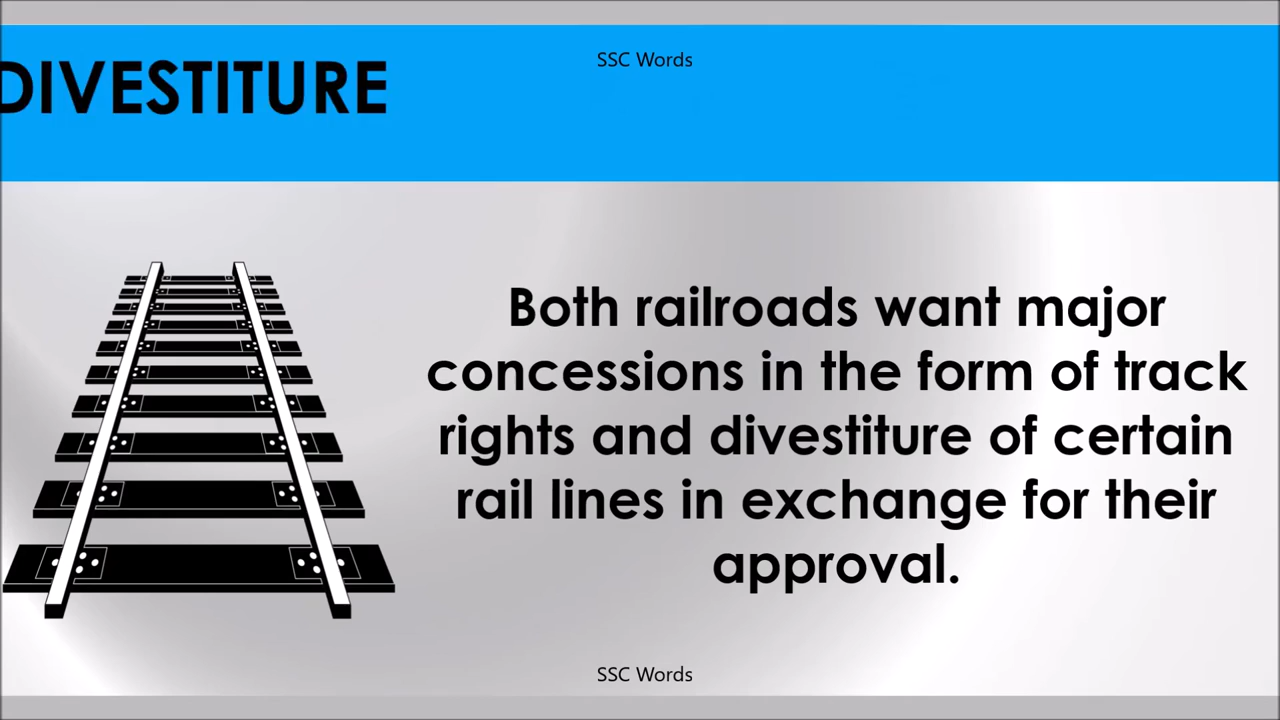 SSC Words
DIVESTITURE
Both railroads want major
concessions in the form of track
rights and divestiture of certain
rail lines in exchange for their
approval.
SSC Words